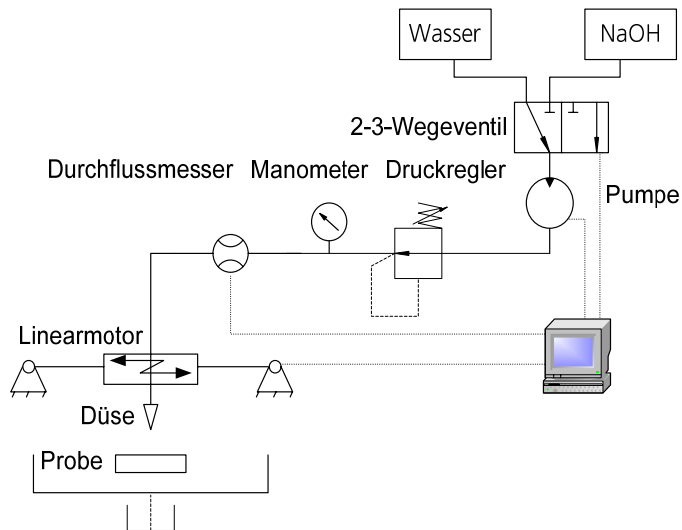 Wasser
NaOH
2-3-Wegeventil
Durchflussmesser
Manometer
Druckregler
Pumpe
Linearmotor
Düse
Probe